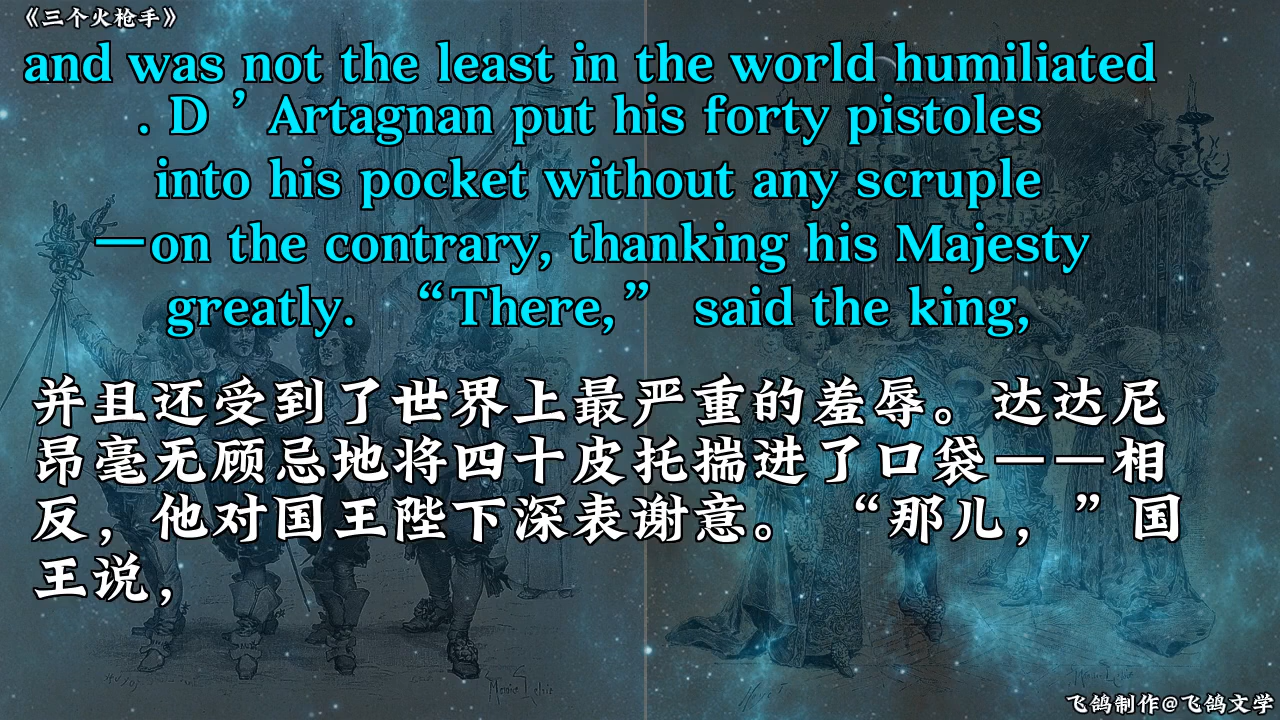 《三个火枪手》
and was not the least in the world humiliated
. D ’ Artagnan put his forty pistoles
into his pocket without any scruple
—on the contrary, thanking his Majesty
greatly. “There,” said the king,
并且还受到了世界上最严重的羞辱。达达尼
昂毫无顾忌地将四十皮托揣进了口袋——相
反，他对国王陛下深表谢意。“那儿，”国
王说，
飞鸽制作@飞鸽文学